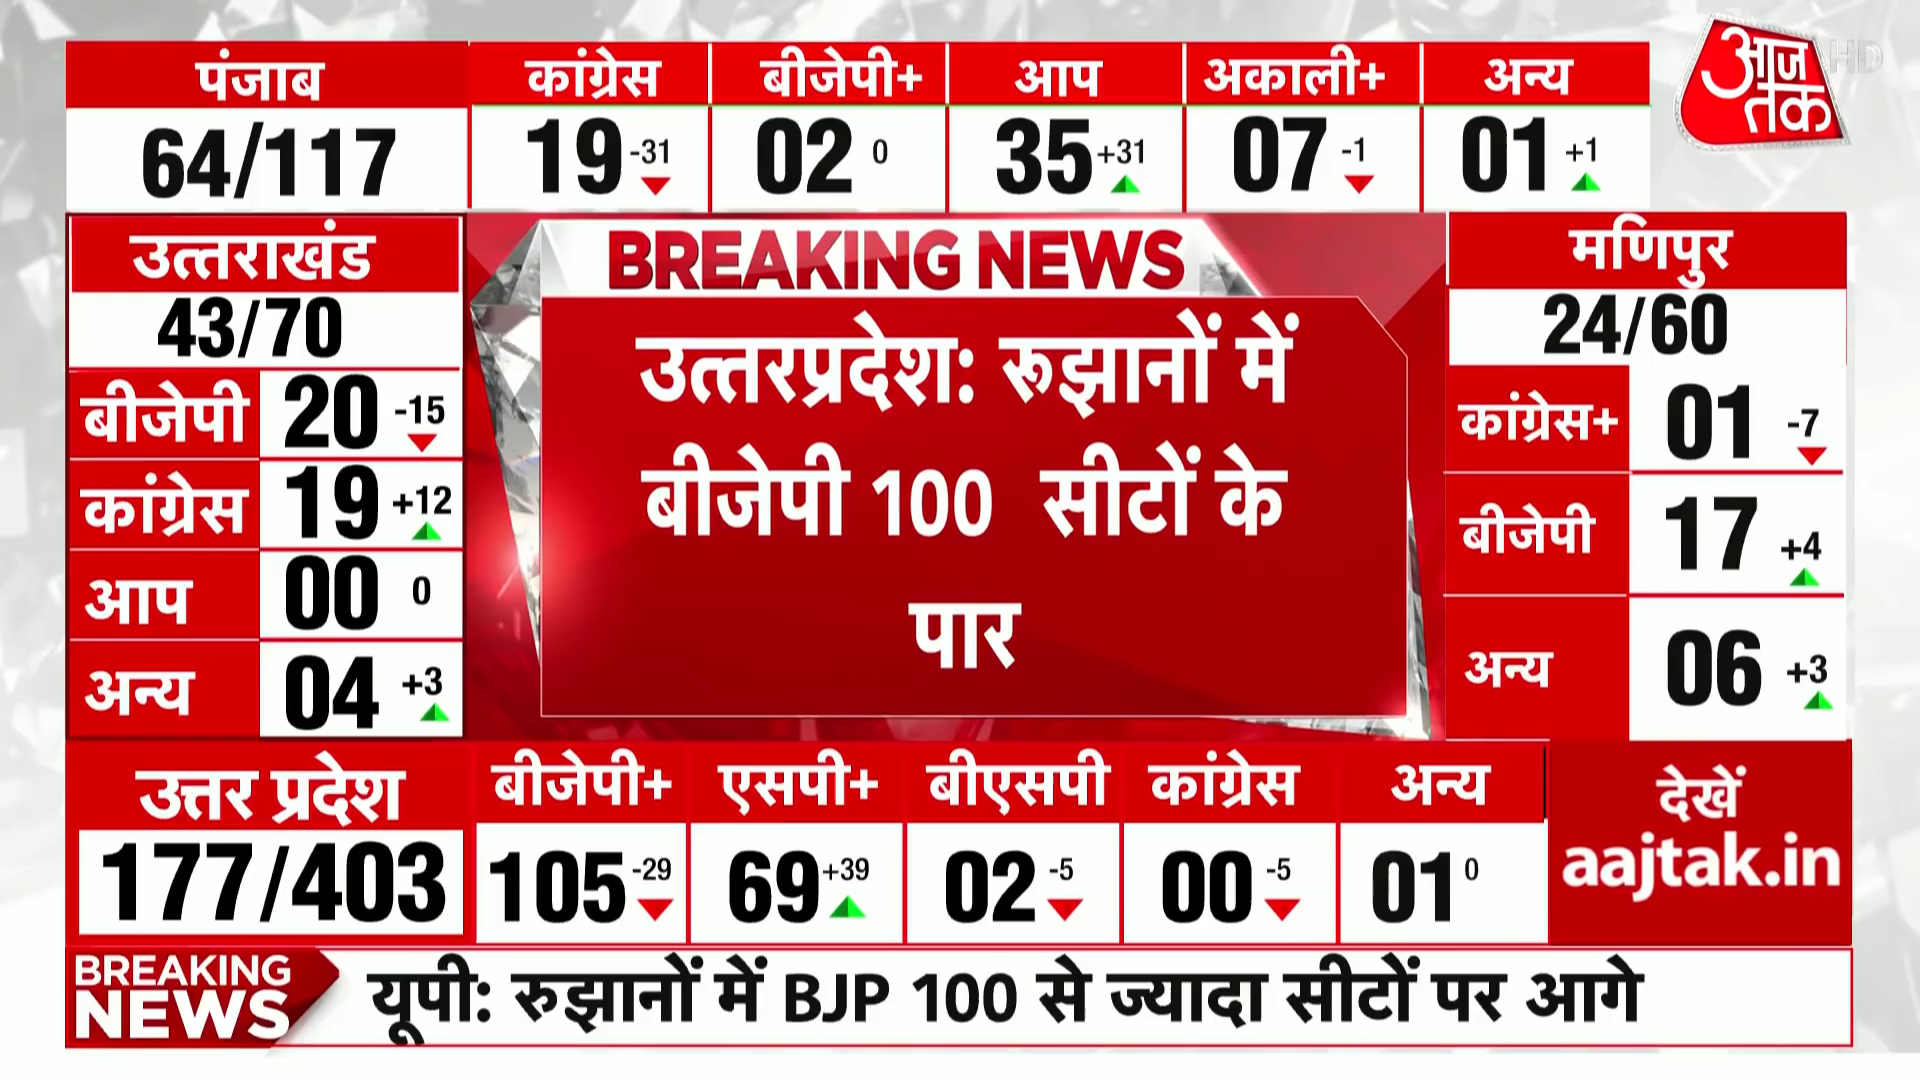 पंजाब कांग्रेस बीजेपी+ आप अकाली+ अन्य
64/117 19 -31 02 0 35 +31 07 -1 01 +1
आज तक HD
उत्तराखंड
43/70
बीजेपी 20 -15
कांग्रेस 19 +12
आप 00 0
अन्य 04 +3
BREAKING NEWS
उत्तरप्रदेश: रूझानों में
बीजेपी 100 सीटों के
पार
मणिपुर
24/60
कांग्रेस+ 01 -7
बीजेपी 17 +4
अन्य 06 +3
उत्तर प्रदेश बीजेपी+ एसपी+ बीएसपी कांग्रेस अन्य
177/403 105 -29 69 +39 02 -5 00 -5 01 0
देखें
aajtak.in
BREAKING
NEWS
यूपी: रुझानों में BJP 100 से ज्यादा सीटों पर आगे